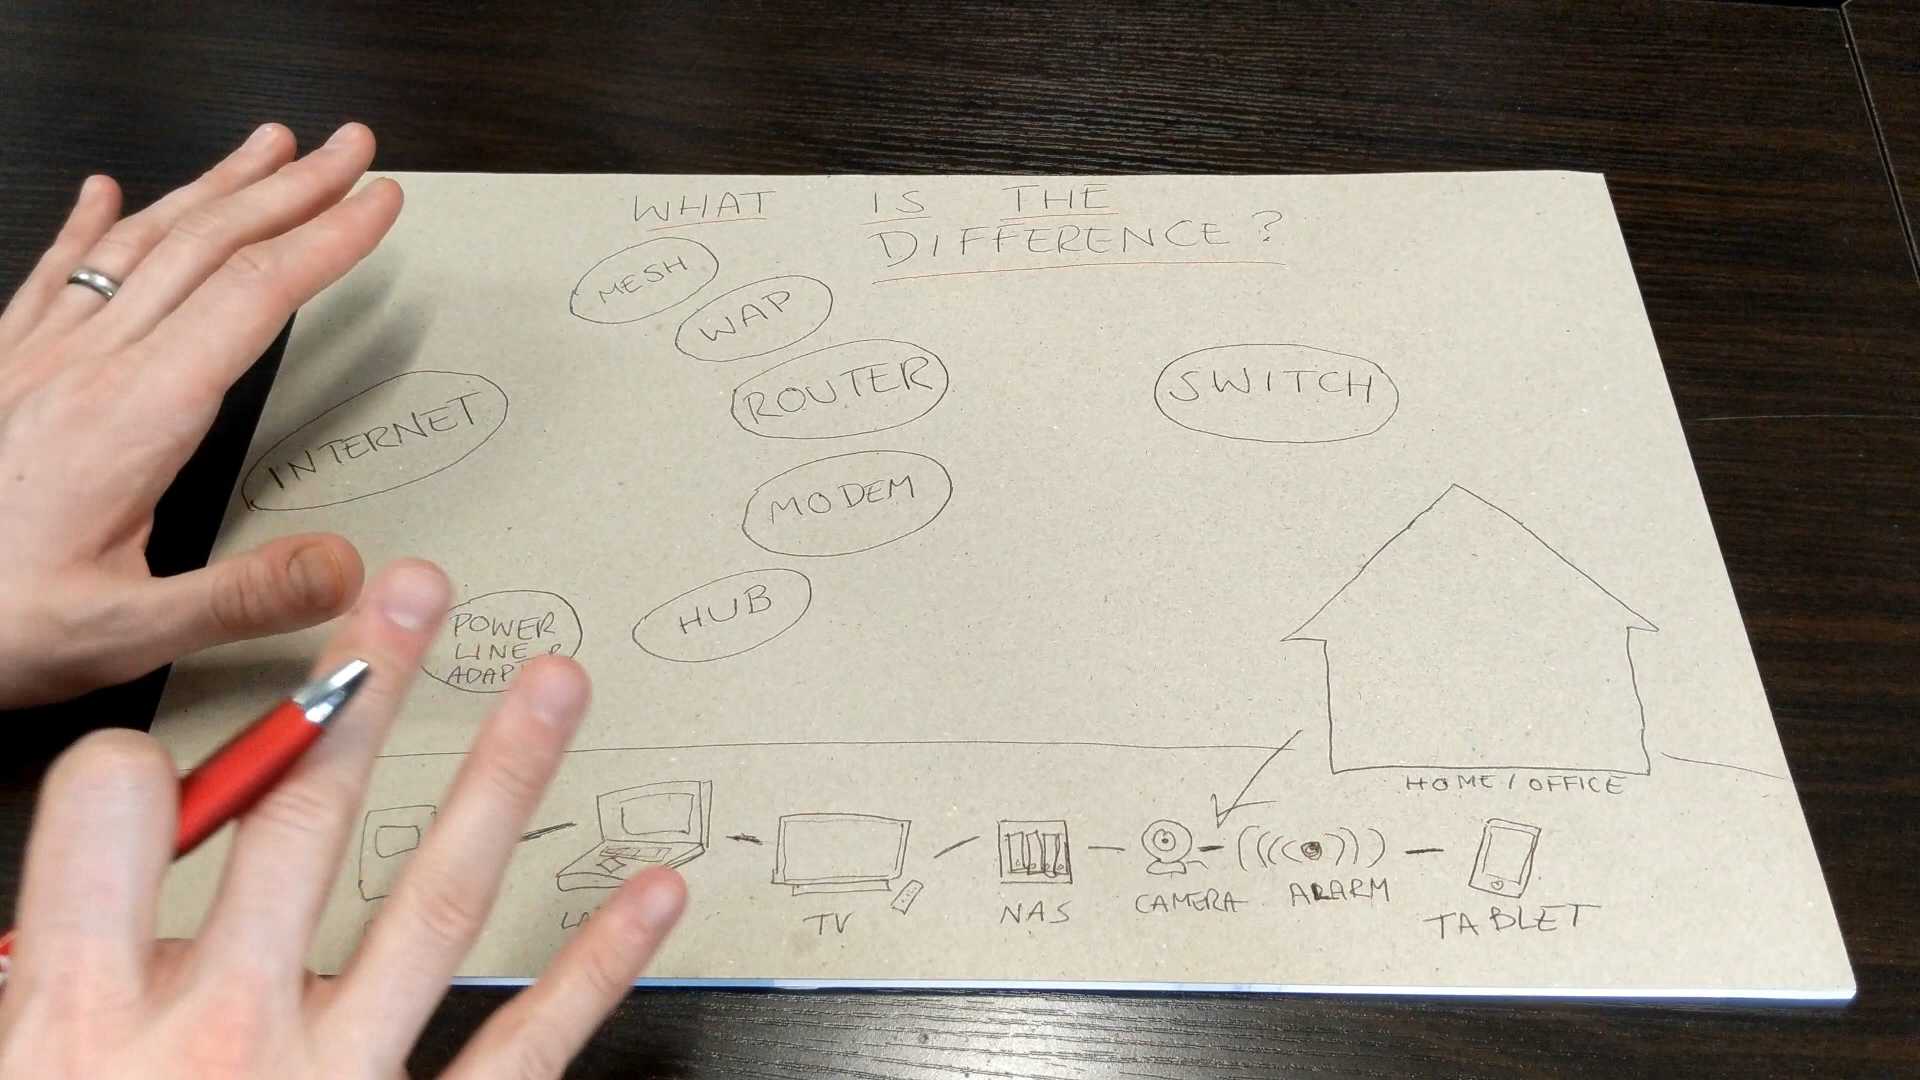 WHAT IS THE
DIFFERENCE?
MESH
WAP
ROUTER
SWITCH
INTERNET
MODEM
HUB
POWER
LINE
HOME / OFFICE
TV
NAS
CAMERA
ALARM
TABLET